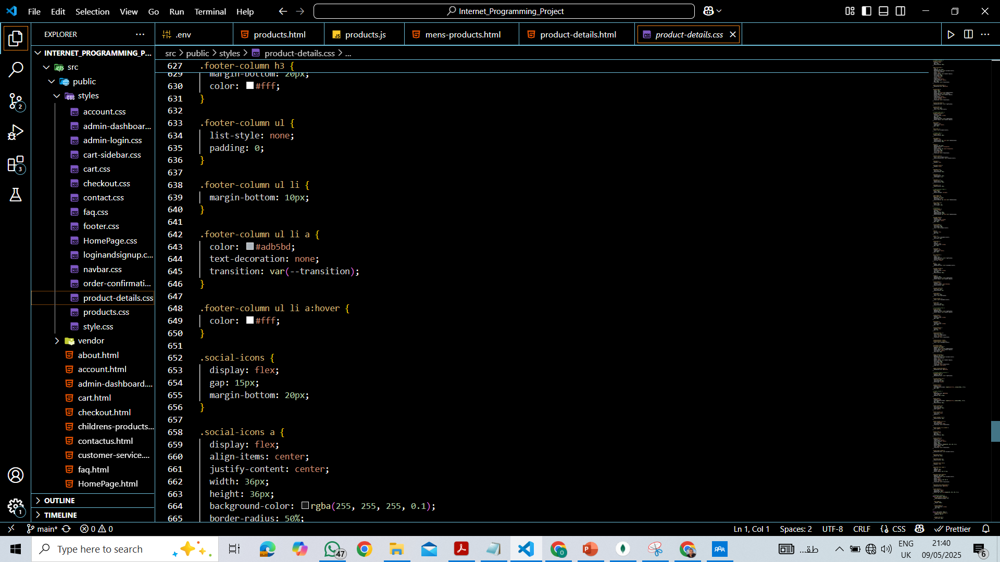 File Edit Selection View Go Run Terminal Help
Internet_Programming_Project
EXPLORER
.env
products.html
products.js
mens-products.html
product-details.html
product-details.css
INTERNET_PROGRAMMING_P...
src
public
styles
account.css
admin-dashboar...
admin-login.css
cart-sidebar.css
cart.css
checkout.css
contact.css
faq.css
footer.css
HomePage.css
loginandsignup.c...
navbar.css
order-confirmati...
product-details.css
products.css
style.css
vendor
about.html
account.html
admin-dashboard....
cart.html
checkout.html
childrens-products...
contactus.html
customer-service....
faq.html
HomePage.html
OUTLINE
TIMELINE
2
3
1
src > public > styles > product-details.css > ...
627 .footer-column h3 {
629 margin-bottom: 20px;
630 color: #fff;
631 }
632
633 .footer-column ul {
634 list-style: none;
635 padding: 0;
636 }
637
638 .footer-column ul li {
639 margin-bottom: 10px;
640 }
641
642 .footer-column ul li a {
643 color: #adb5bd;
644 text-decoration: none;
645 transition: var(--transition);
646 }
647
648 .footer-column ul li a:hover {
649 color: #fff;
650 }
651
652 .social-icons {
653 display: flex;
654 gap: 15px;
655 margin-bottom: 20px;
656 }
657
658 .social-icons a {
659 display: flex;
660 align-items: center;
661 justify-content: center;
662 width: 36px;
663 height: 36px;
664 background-color: rgba(255, 255, 255, 0.1);
665 border-radius: 50%;
main* 0 0
Ln 1, Col 1 Spaces: 2 UTF-8 CRLF {} CSS Prettier
Type here to search
47
طق...
ENG
UK
21:40
09/05/2025
6